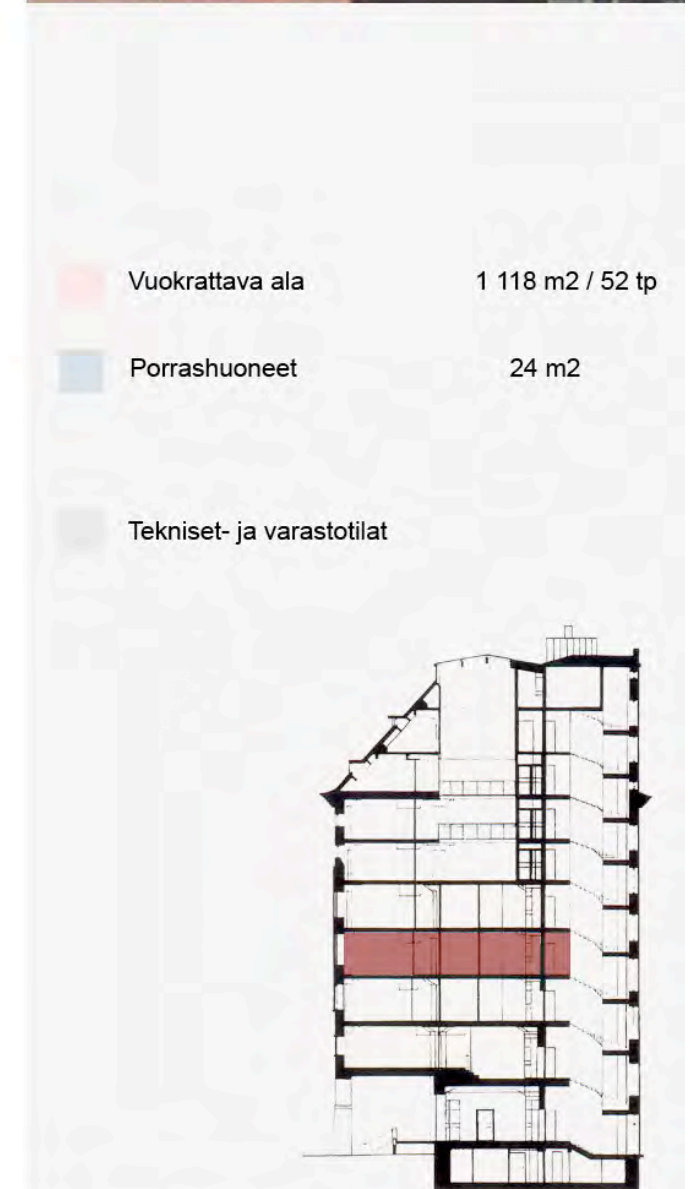 Vuokrattava ala 1 118 m2 / 52 tp
Porrashuoneet 24 m2
Tekniset- ja varastotilat